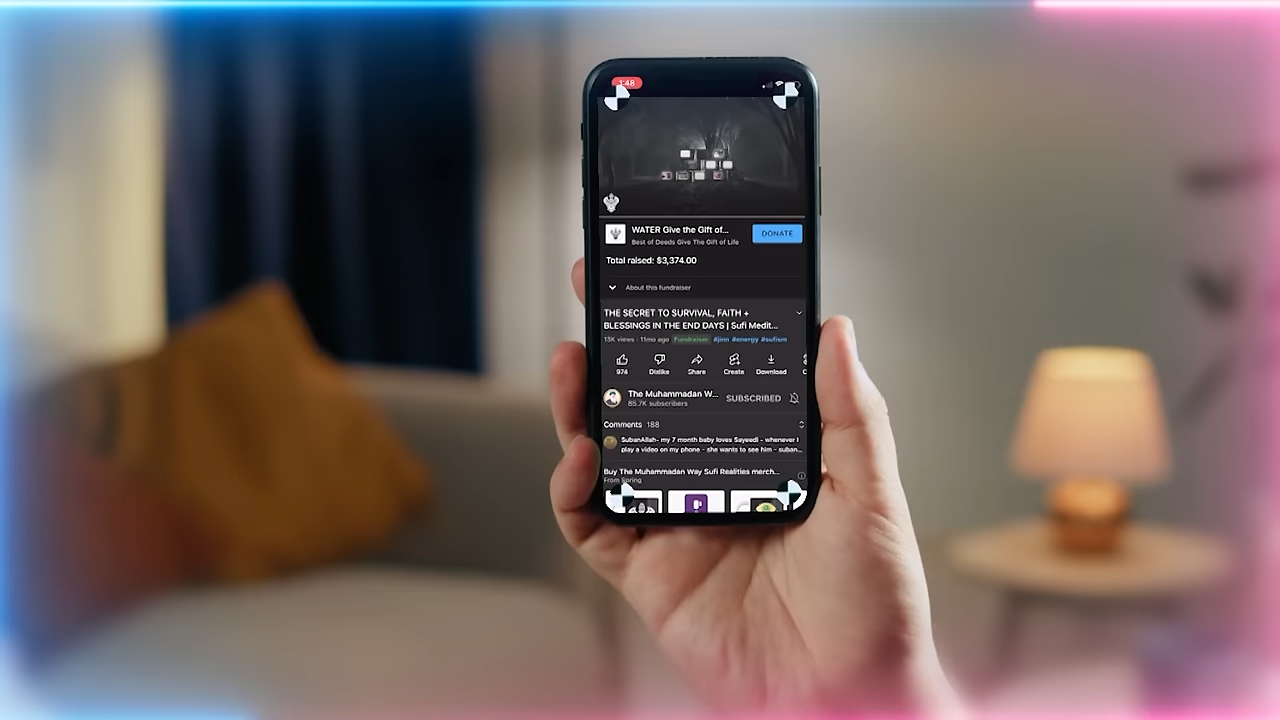 1:48
WATER Give the Gift of...
Best of Deeds Give The Gift of Life
DONATE
Total raised: $3,374.00
About this fundraiser
THE SECRET TO SURVIVAL, FAITH +
BLESSINGS IN THE END DAYS | Sufi Medit...
13K views · 11mo ago Fundraiser #jinn #energy #sufism
974
Dislike
Share
Create
Download
The Muhammadan W...
85.7K subscribers
SUBSCRIBED
Comments 188
SubanAllah- my 7 month baby loves Sayeedi - whenever I
play a video on my phone - she wants to see him - suban...
Buy The Muhammadan Way Sufi Realities merch...
From Spring